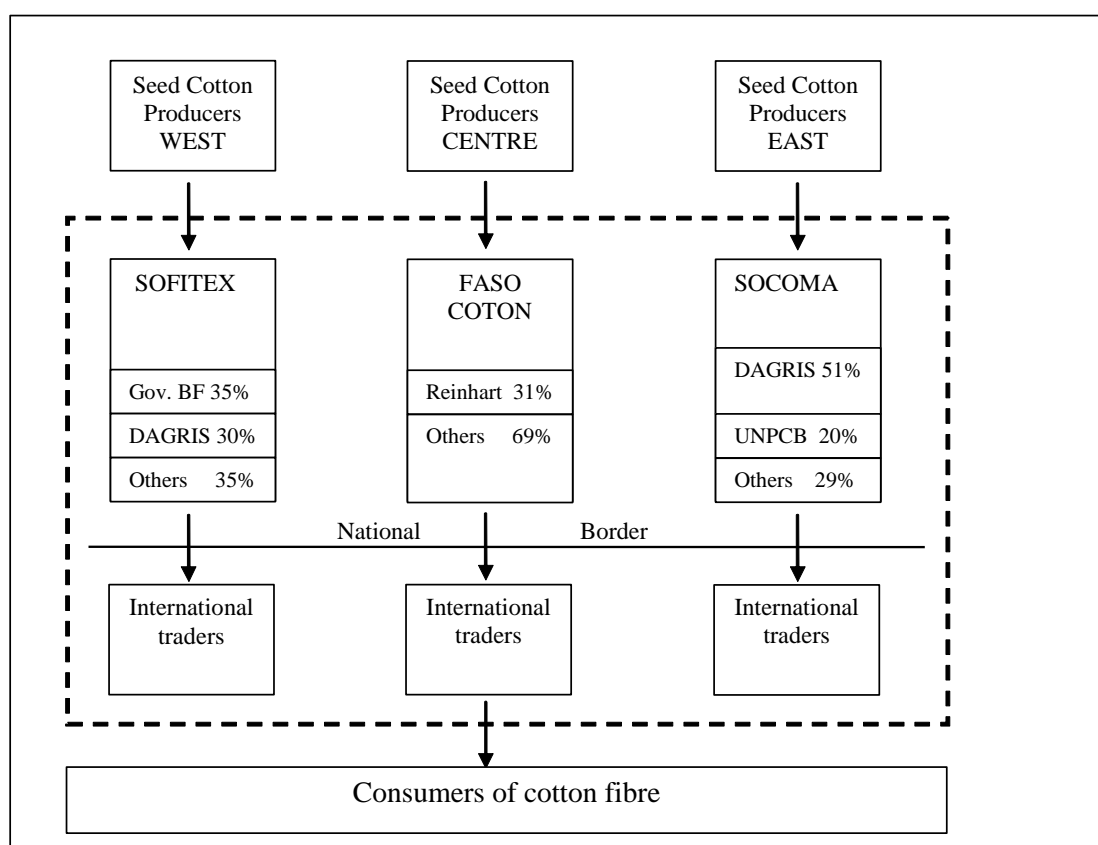 Seed Cotton
Producers
WEST
Seed Cotton
Producers
CENTRE
Seed Cotton
Producers
EAST
SOFITEX
Gov. BF 35%
DAGRIS 30%
Others 35%
FASO
COTON
Reinhart 31%
Others 69%
SOCOMA
DAGRIS 51%
UNPCB 20%
Others 29%
National Border
International
traders
International
traders
International
traders
Consumers of cotton fibre